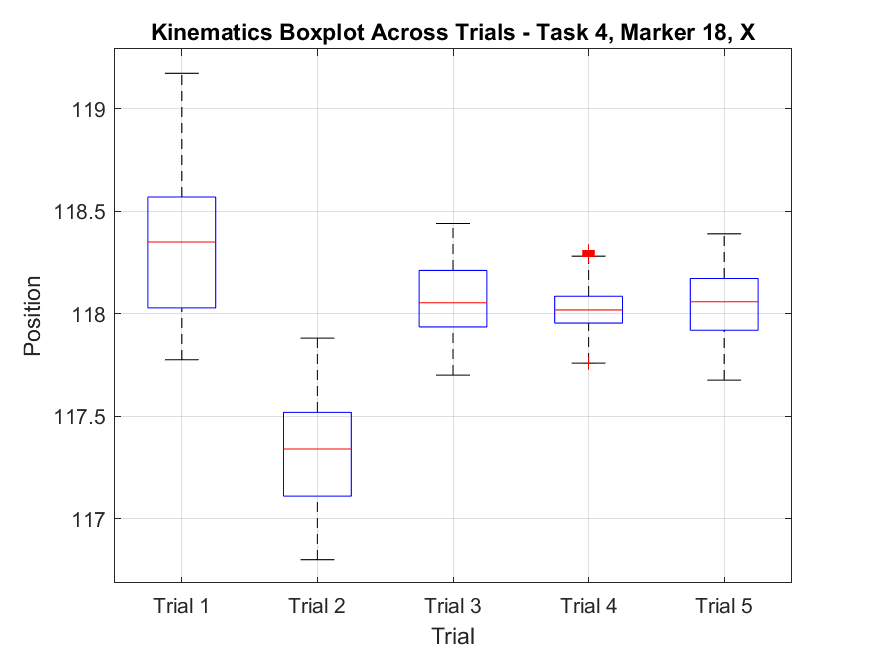 Kinematics Boxplot Across Trials - Task 4, Marker 18, X
119
118.5
118
117.5
117
Position
Trial 1 Trial 2 Trial 3 Trial 4 Trial 5
Trial